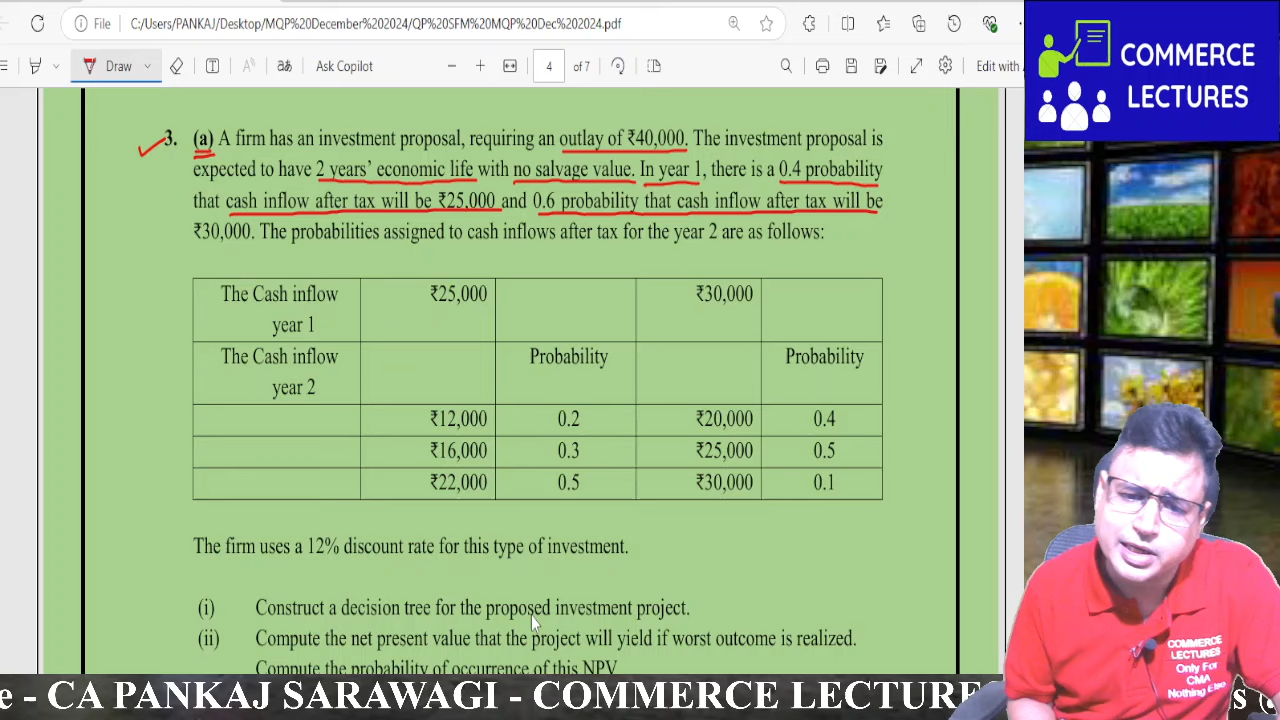 File
C:/Users/PANKAJ/Desktop/MQP%20December%202024/QP%20SFM%20MQP%20Dec%202024.pdf
Draw
Ask Copilot
4 of 7
Edit with
COMMERCE
LECTURES
3. (a) A firm has an investment proposal, requiring an outlay of ₹40,000. The investment proposal is
expected to have 2 years’ economic life with no salvage value. In year 1, there is a 0.4 probability
that cash inflow after tax will be ₹25,000 and 0.6 probability that cash inflow after tax will be
₹30,000. The probabilities assigned to cash inflows after tax for the year 2 are as follows:
The Cash inflow year 1 ₹25,000 ₹30,000
The Cash inflow year 2 Probability Probability
₹12,000 0.2 ₹20,000 0.4
₹16,000 0.3 ₹25,000 0.5
₹22,000 0.5 ₹30,000 0.1
The firm uses a 12% discount rate for this type of investment.
(i) Construct a decision tree for the proposed investment project.
(ii) Compute the net present value that the project will yield if worst outcome is realized.
Compute the probability of occurrence of this NPV
COMMERCE
LECTURES
Only For
CMA
Nothing Else
e - CA PANKAJ SARAWAGI - COMMERCE LECTURE